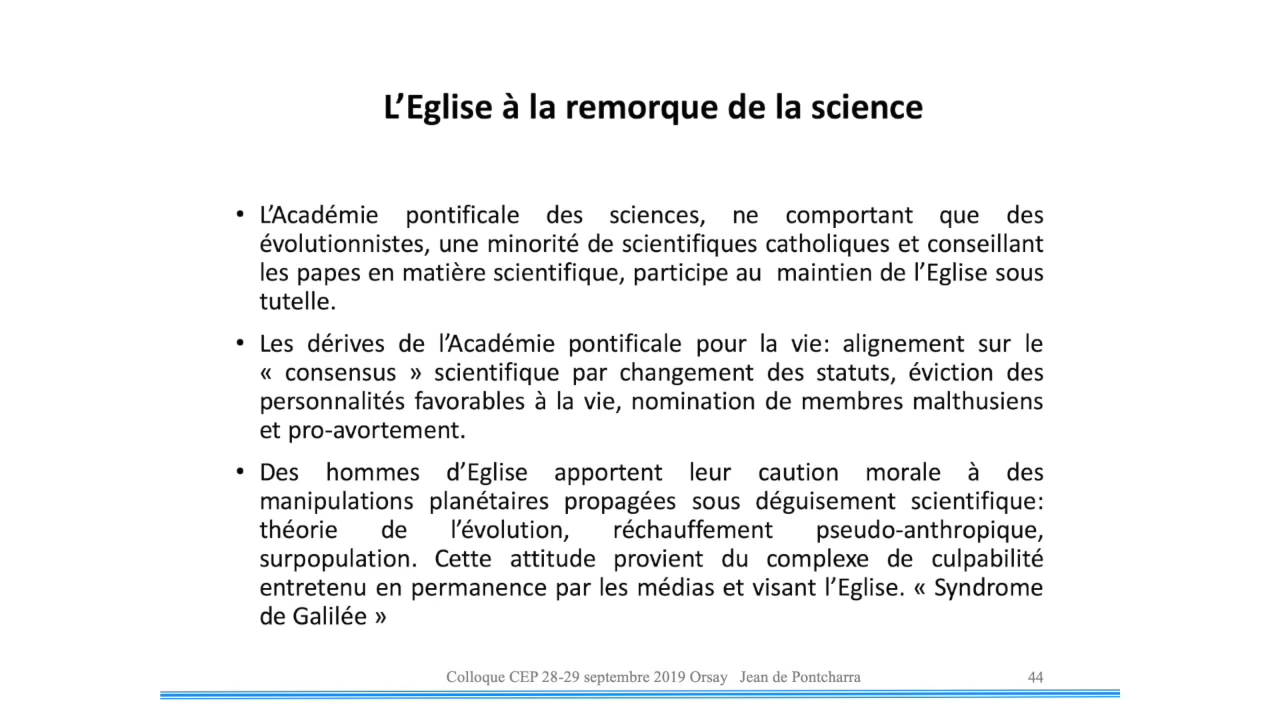 L’Eglise à la remorque de la science
• L’Académie pontificale des sciences, ne comportant que des
évolutionnistes, une minorité de scientifiques catholiques et conseillant
les papes en matière scientifique, participe au  maintien de l’Eglise sous
tutelle.
• Les dérives de l’Académie pontificale pour la vie: alignement sur le
« consensus » scientifique par changement des statuts, éviction des
personnalités favorables à la vie, nomination de membres malthusiens
et pro-avortement.
• Des hommes d’Eglise apportent leur caution morale à des
manipulations planétaires propagées sous déguisement scientifique:
théorie de l’évolution, réchauffement pseudo-anthropique,
surpopulation. Cette attitude provient du complexe de culpabilité
entretenu en permanence par les médias et visant l’Eglise. « Syndrome
de Galilée »
Colloque CEP 28-29 septembre 2019 Orsay   Jean de Pontcharra 44